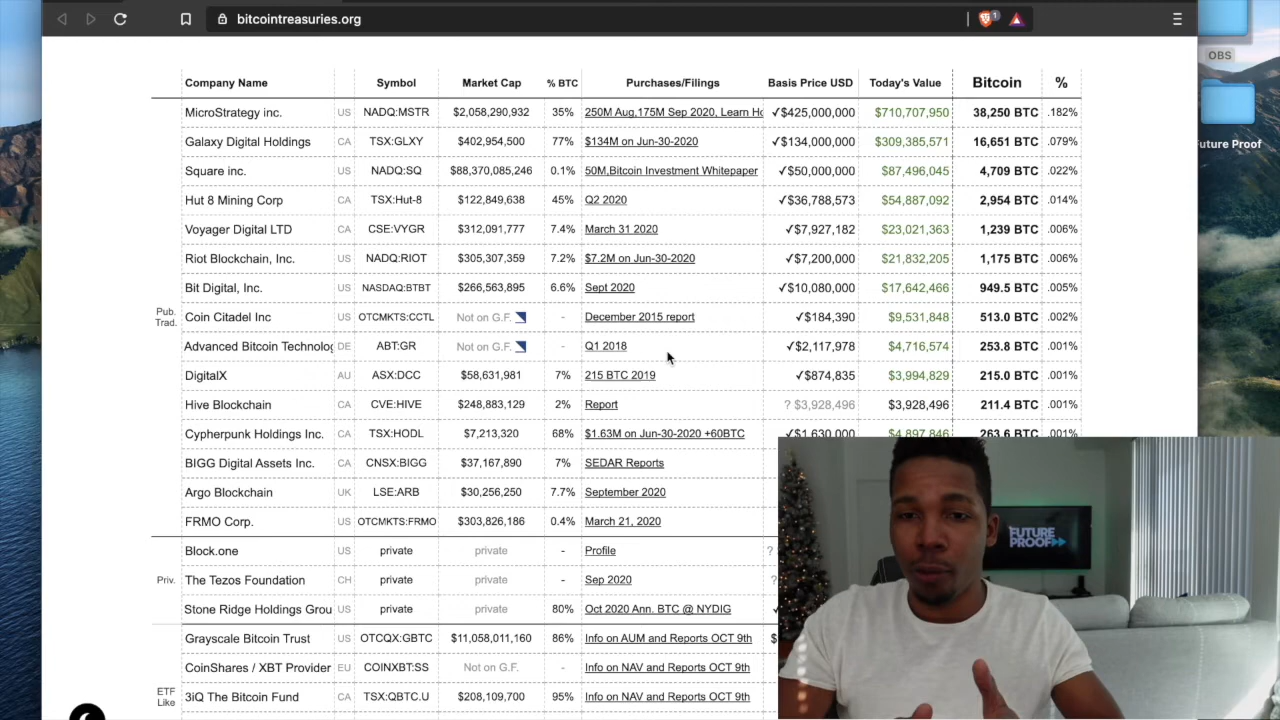 bitcointreasuries.org
1
OBS
uture Proof
Company Name Symbol Market Cap % BTC Purchases/Filings Basis Price USD Today's Value Bitcoin %
MicroStrategy inc. US NADQ:MSTR $2,058,290,932 35% 250M Aug,175M Sep 2020, Learn Ho ✓$425,000,000 $710,707,950 38,250 BTC .182%
Galaxy Digital Holdings CA TSX:GLXY $402,954,500 77% $134M on Jun-30-2020 ✓$134,000,000 $309,385,571 16,651 BTC .079%
Square inc. US NADQ:SQ $88,370,085,246 0.1% 50M,Bitcoin Investment Whitepaper ✓$50,000,000 $87,496,045 4,709 BTC .022%
Hut 8 Mining Corp CA TSX:Hut-8 $122,849,638 45% Q2 2020 ✓$36,788,573 $54,887,092 2,954 BTC .014%
Voyager Digital LTD CA CSE:VYGR $312,091,777 7.4% March 31 2020 ✓$7,927,182 $23,021,363 1,239 BTC .006%
Riot Blockchain, Inc. US NADQ:RIOT $305,307,359 7.2% $7.2M on Jun-30-2020 ✓$7,200,000 $21,832,205 1,175 BTC .006%
Bit Digital, Inc. US NASDAQ:BTBT $266,563,895 6.6% Sept 2020 ✓$10,080,000 $17,642,466 949.5 BTC .005%
Pub. Trad.
Coin Citadel Inc US OTCMKTS:CCTL Not on G.F. - December 2015 report ✓$184,390 $9,531,848 513.0 BTC .002%
Advanced Bitcoin Technolog DE ABT:GR Not on G.F. - Q1 2018 ✓$2,117,978 $4,716,574 253.8 BTC .001%
DigitalX AU ASX:DCC $58,631,981 7% 215 BTC 2019 ✓$874,835 $3,994,829 215.0 BTC .001%
Hive Blockchain CA CVE:HIVE $248,883,129 2% Report ? $3,928,496 $3,928,496 211.4 BTC .001%
Cypherpunk Holdings Inc. CA TSX:HODL $7,213,320 68% $1.63M on Jun-30-2020 +60BTC ✓$1,630,000 $4,897,846 263.6 BTC .001%
BIGG Digital Assets Inc. CA CNSX:BIGG $37,167,890 7% SEDAR Reports
Argo Blockchain UK LSE:ARB $30,256,250 7.7% September 2020
FRMO Corp. US OTCMKTS:FRMO $303,826,186 0.4% March 21, 2020
Block.one US private private - Profile ?
Priv. The Tezos Foundation CH private private - Sep 2020 ?
Stone Ridge Holdings Grou US private private 80% Oct 2020 Ann. BTC @ NYDIG ✓
Grayscale Bitcoin Trust US OTCQX:GBTC $11,058,011,160 86% Info on AUM and Reports OCT 9th $
CoinShares / XBT Provider EU COINXBT:SS Not on G.F. - Info on NAV and Reports OCT 9th
ETF Like
3iQ The Bitcoin Fund CA TSX:QBTC.U $208,109,700 95% Info on NAV and Reports OCT 9th
FUTURE
PROOF